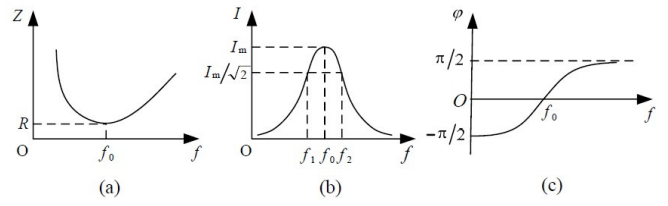 Z
R
O
f₀
f
(a)
I
Iₘ
Iₘ/√2
O
f₁ f₀ f₂ f
(b)
φ
π/2
O
f₀
f
−π/2
(c)